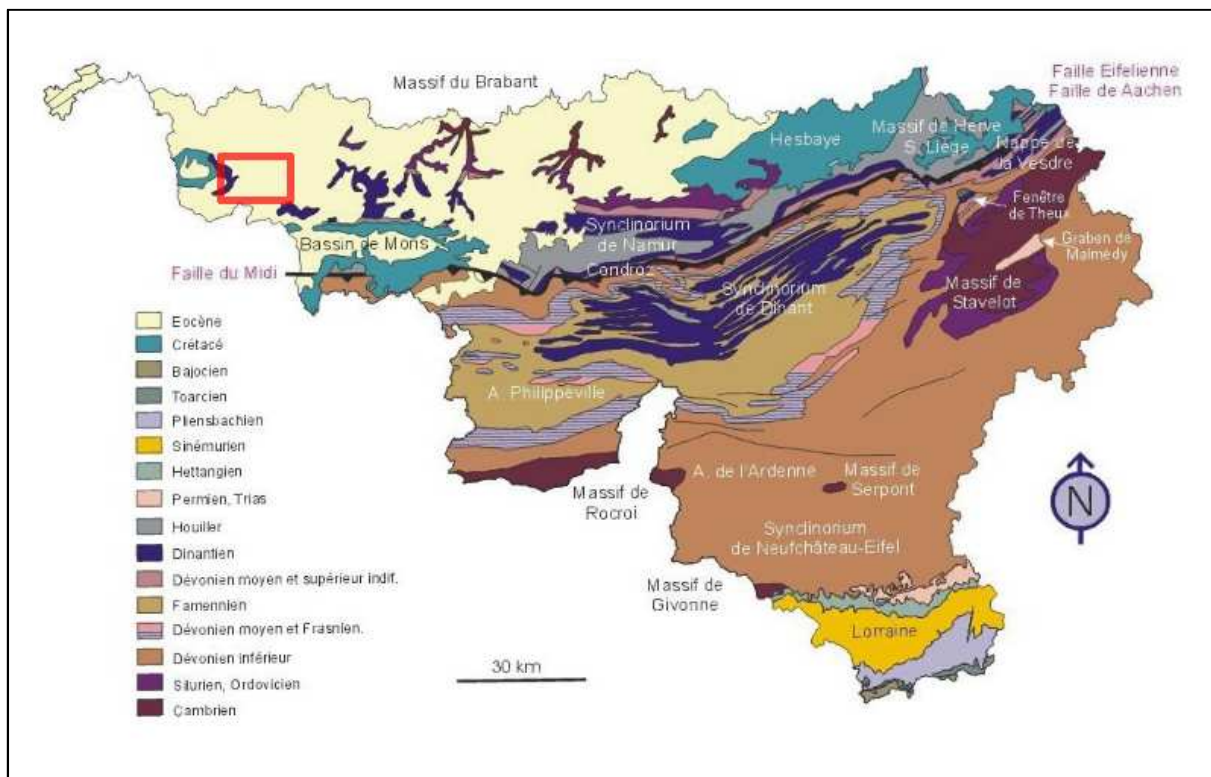 Massif du Brabant
Faille Eifelienne
Faille de Aachen
Hesbaye
Massif de Herve
S. Liège
Nappe de
la Vesdre
Fenêtre
de Theux
Graben de
Malmédy
Synclinorium
de Namur
Bassin de Mons
Condroz
Faille du Midi
Synclinorium
de Dinant
Massif de
Stavelot
Eocène
Crétacé
Bajocien
Toarcien
Pliensbachien
Sinémurien
Hettangien
Permien, Trias
Houiller
Dinantien
Dévonien moyen et supérieur indif.
Famennien
Dévonien moyen et Frasnien.
Dévonien inférieur
Silurien, Ordovicien
Cambrien
A. Philippeville
A. de l'Ardenne
Massif de
Serpont
Massif de
Rocroi
Synclinorium
de Neufchâteau-Eifel
Massif de
Givonne
Lorraine
30 km
N